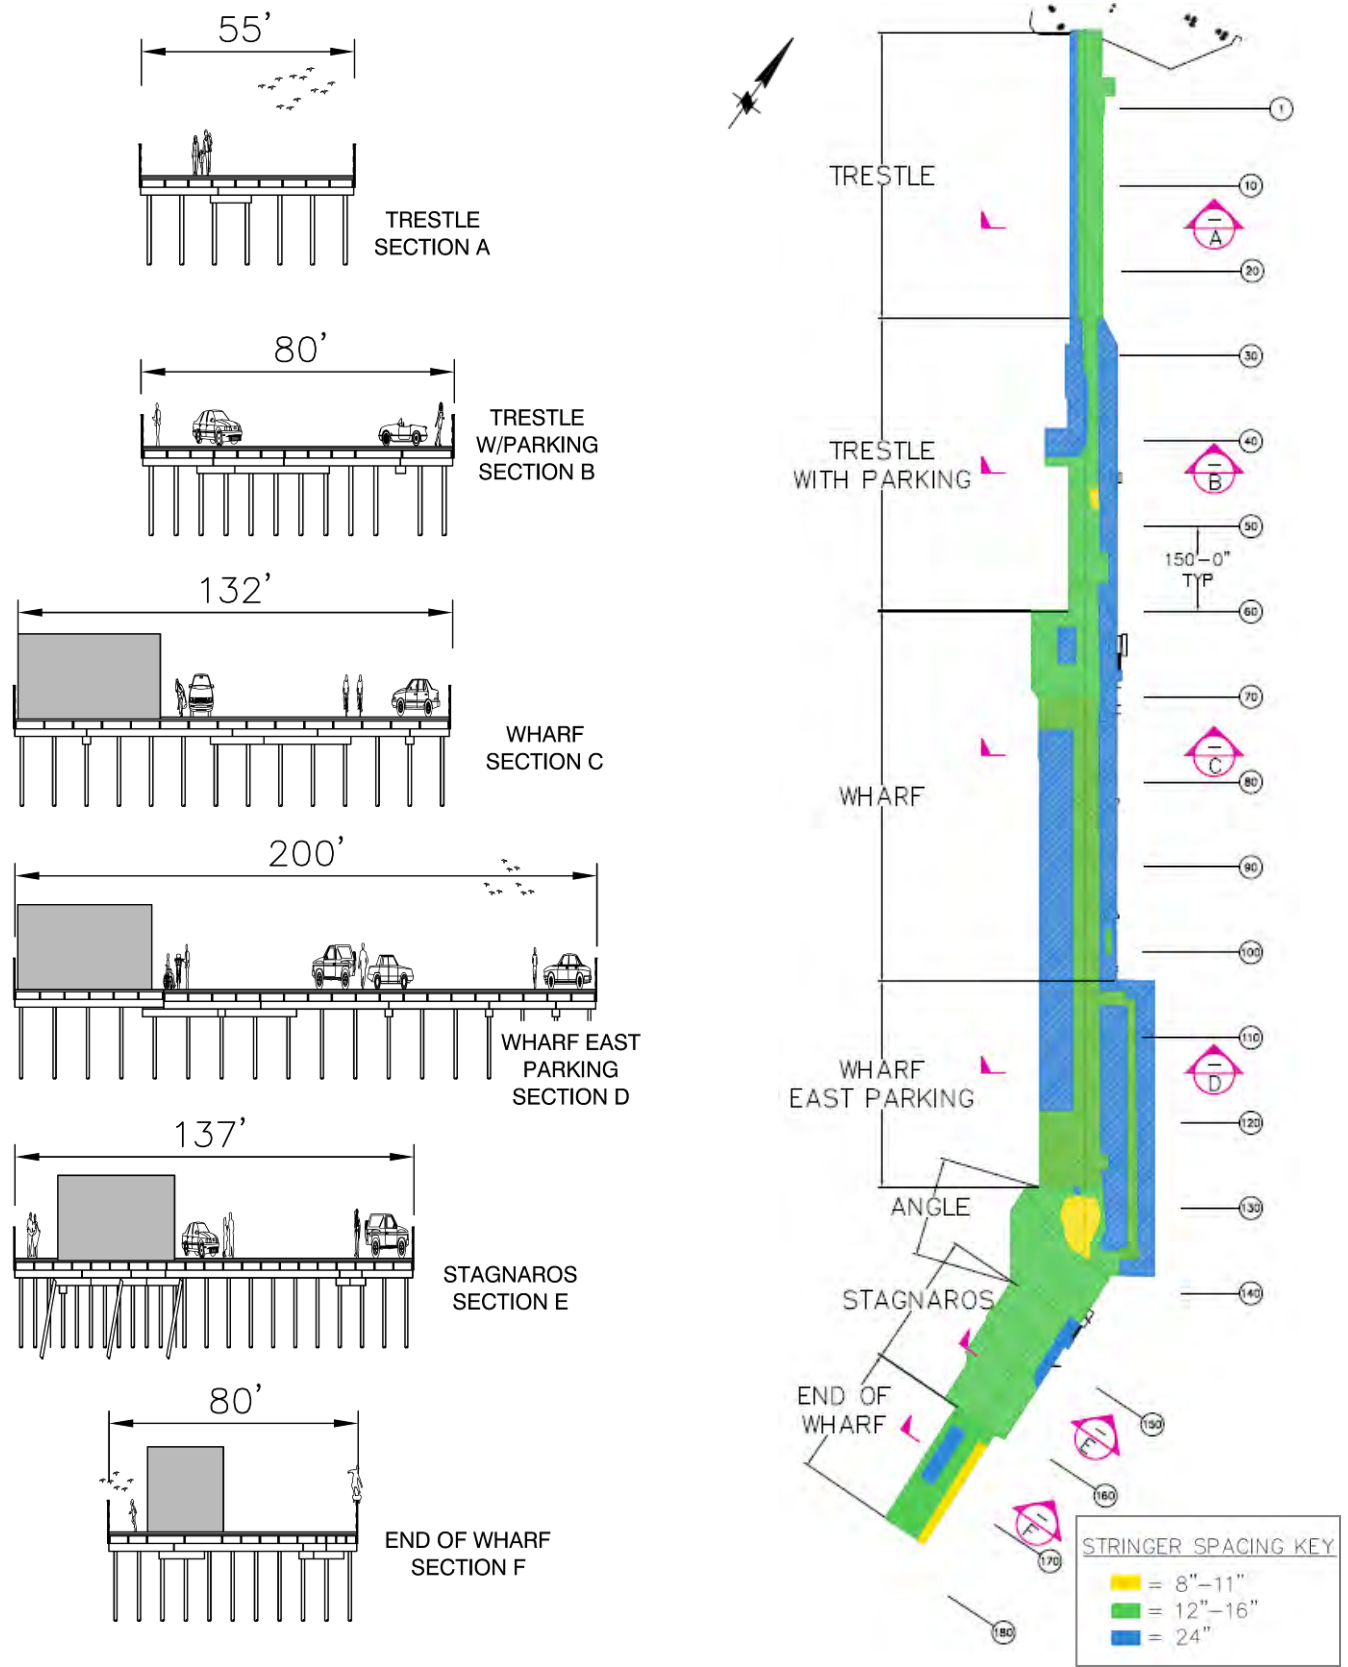 55'
TRESTLE
SECTION A
80'
TRESTLE
W/PARKING
SECTION B
132'
WHARF
SECTION C
200'
WHARF EAST
PARKING
SECTION D
137'
STAGNAROS
SECTION E
80'
END OF WHARF
SECTION F
TRESTLE
TRESTLE
WITH PARKING
WHARF
WHARF
EAST PARKING
ANGLE
STAGNAROS
END OF
WHARF
1
10
A
20
30
40
B
50
150'-0"
TYP
60
70
C
80
90
100
110
D
120
130
140
150
E
160
F
170
180
STRINGER SPACING KEY
= 8"-11"
= 12"-16"
= 24"